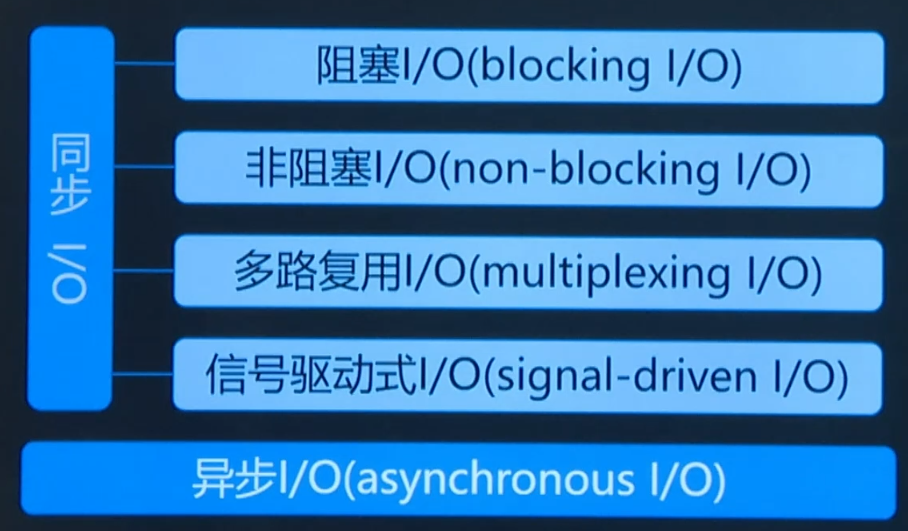 同步 I/O
阻塞I/O(blocking I/O)
非阻塞I/O(non-blocking I/O)
多路复用I/O(multiplexing I/O)
信号驱动式I/O(signal-driven I/O)
异步I/O(asynchronous I/O)